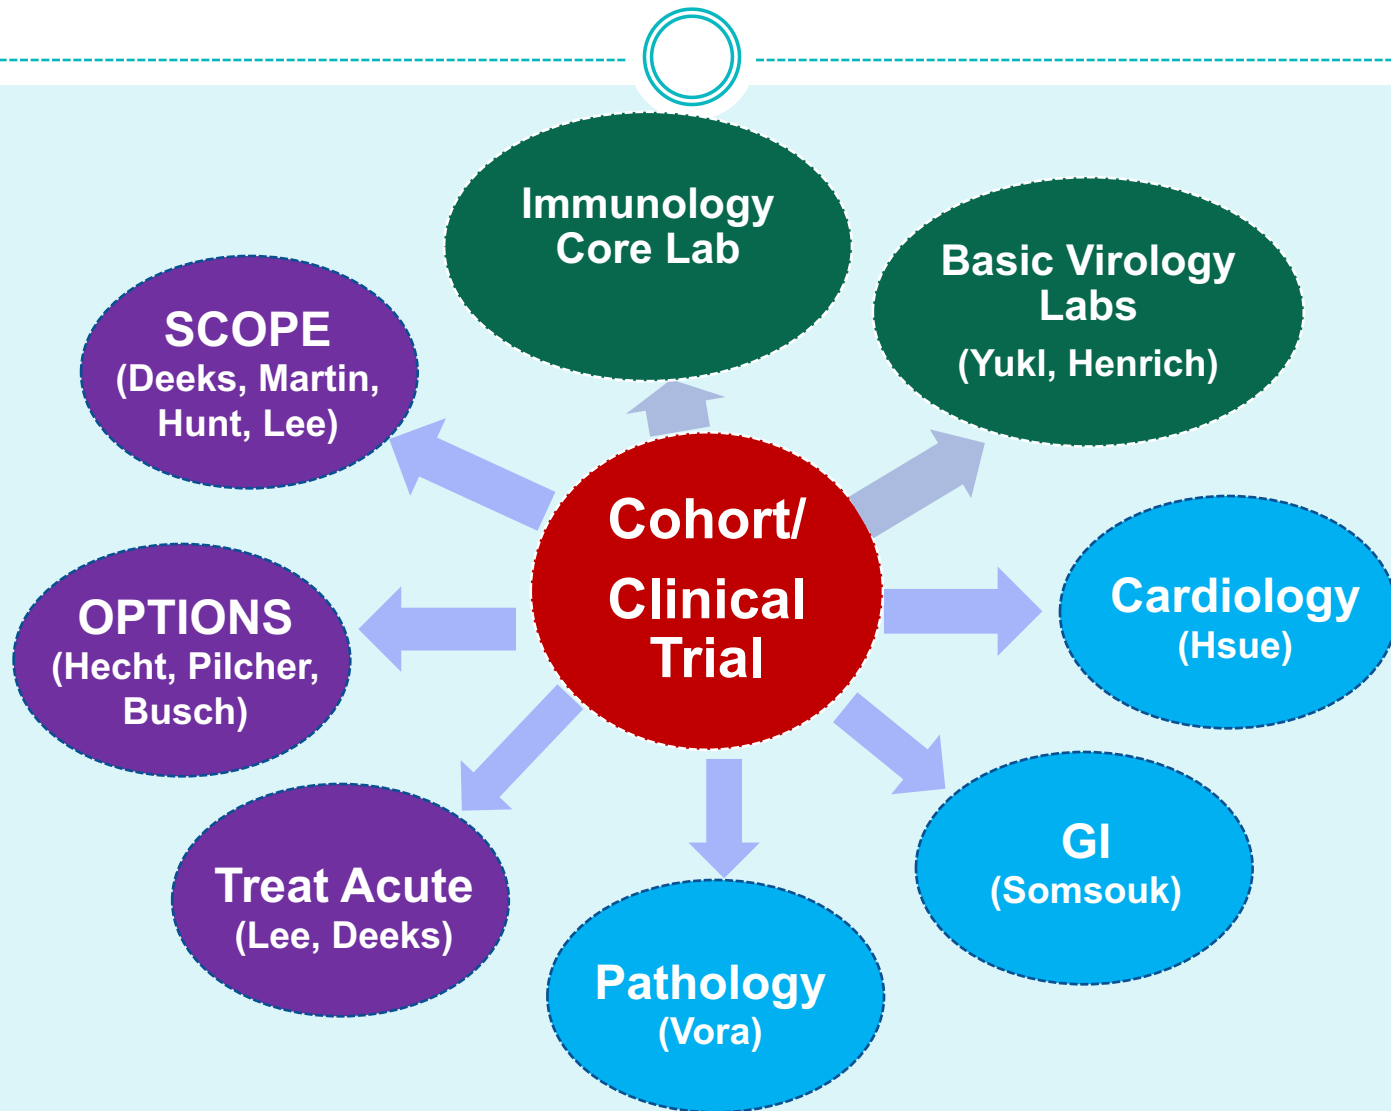 Immunology
Core Lab
Basic Virology
Labs
(Yukl, Henrich)
SCOPE
(Deeks, Martin,
Hunt, Lee)
Cohort/
Clinical
Trial
Cardiology
(Hsue)
OPTIONS
(Hecht, Pilcher,
Busch)
GI
(Somsouk)
Treat Acute
(Lee, Deeks)
Pathology
(Vora)